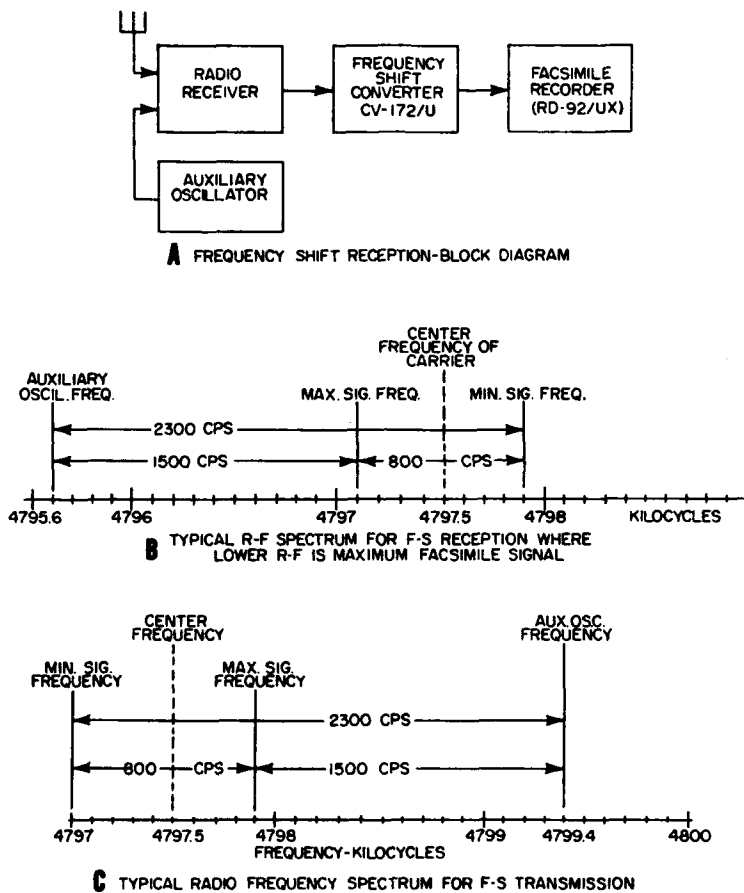 RADIO
RECEIVER
FREQUENCY
SHIFT
CONVERTER
CV-172/U
FACSIMILE
RECORDER
(RD-92/UX)
AUXILIARY
OSCILLATOR
A FREQUENCY SHIFT RECEPTION-BLOCK DIAGRAM
CENTER
FREQUENCY OF
CARRIER
AUXILIARY
OSCIL. FREQ.
MAX. SIG. FREQ.
MIN. SIG. FREQ.
2300 CPS
1500 CPS
800 CPS
4795.6 4796 4797 4797.5 4798 KILOCYCLES
B TYPICAL R-F SPECTRUM FOR F-S RECEPTION WHERE
LOWER R-F IS MAXIMUM FACSIMILE SIGNAL
CENTER
FREQUENCY
AUX. OSC.
FREQUENCY
MIN. SIG.
FREQUENCY
MAX. SIG.
FREQUENCY
2300 CPS
800 CPS
1500 CPS
4797 4797.5 4798 4799 4799.4 4800
FREQUENCY-KILOCYCLES
C TYPICAL RADIO FREQUENCY SPECTRUM FOR F-S TRANSMISSION